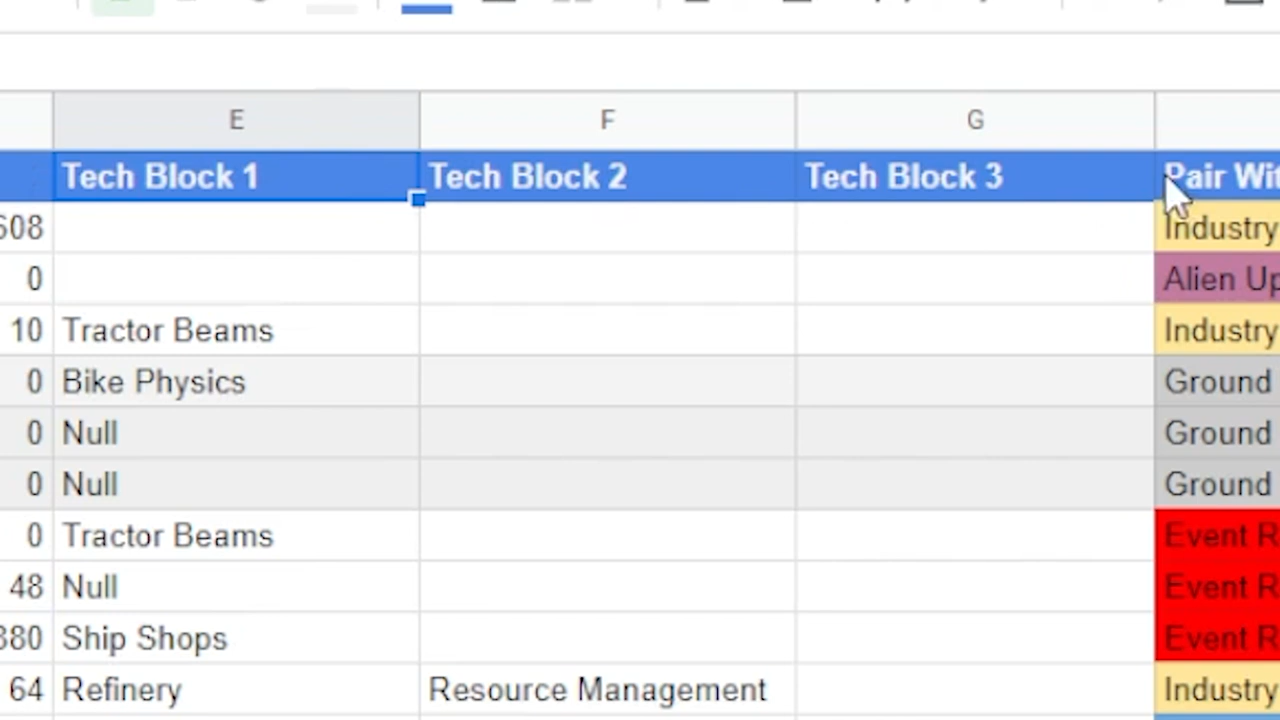 E F G
Tech Block 1 Tech Block 2 Tech Block 3 Pair Wit
608 Industry
0 Alien Up
10 Tractor Beams Industry
0 Bike Physics Ground
0 Null Ground
0 Null Ground
0 Tractor Beams Event R
48 Null Event R
380 Ship Shops Event R
64 Refinery Resource Management Industry